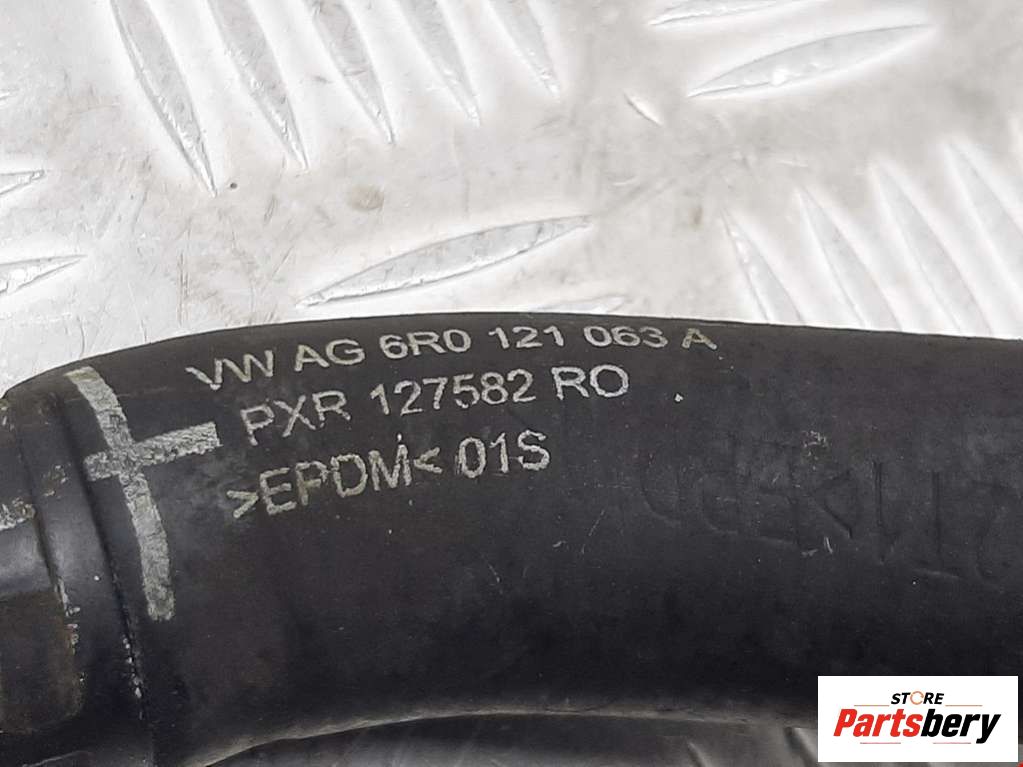 VW AG 6R0 121 063 A
PXR 127582 RO
>EPDM< 01S
STORE
Partsbery